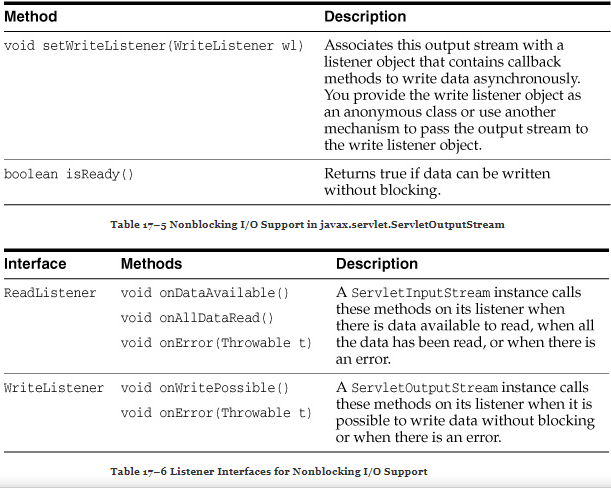 Method Description
void setWriteListener(WriteListener wl) Associates this output stream with a
listener object that contains callback
methods to write data asynchronously.
You provide the write listener object as
an anonymous class or use another
mechanism to pass the output stream to
the write listener object.
boolean isReady() Returns true if data can be written
without blocking.
Table 17–5 Nonblocking I/O Support in javax.servlet.ServletOutputStream
Interface Methods Description
ReadListener void onDataAvailable() A ServletInputStream instance calls
void onAllDataRead() these methods on its listener when
there is data available to read, when all
void onError(Throwable t) the data has been read, or when there is
an error.
WriteListener void onWritePossible() A ServletOutputStream instance calls
void onError(Throwable t) these methods on its listener when it is
possible to write data without blocking
or when there is an error.
Table 17–6 Listener Interfaces for Nonblocking I/O Support